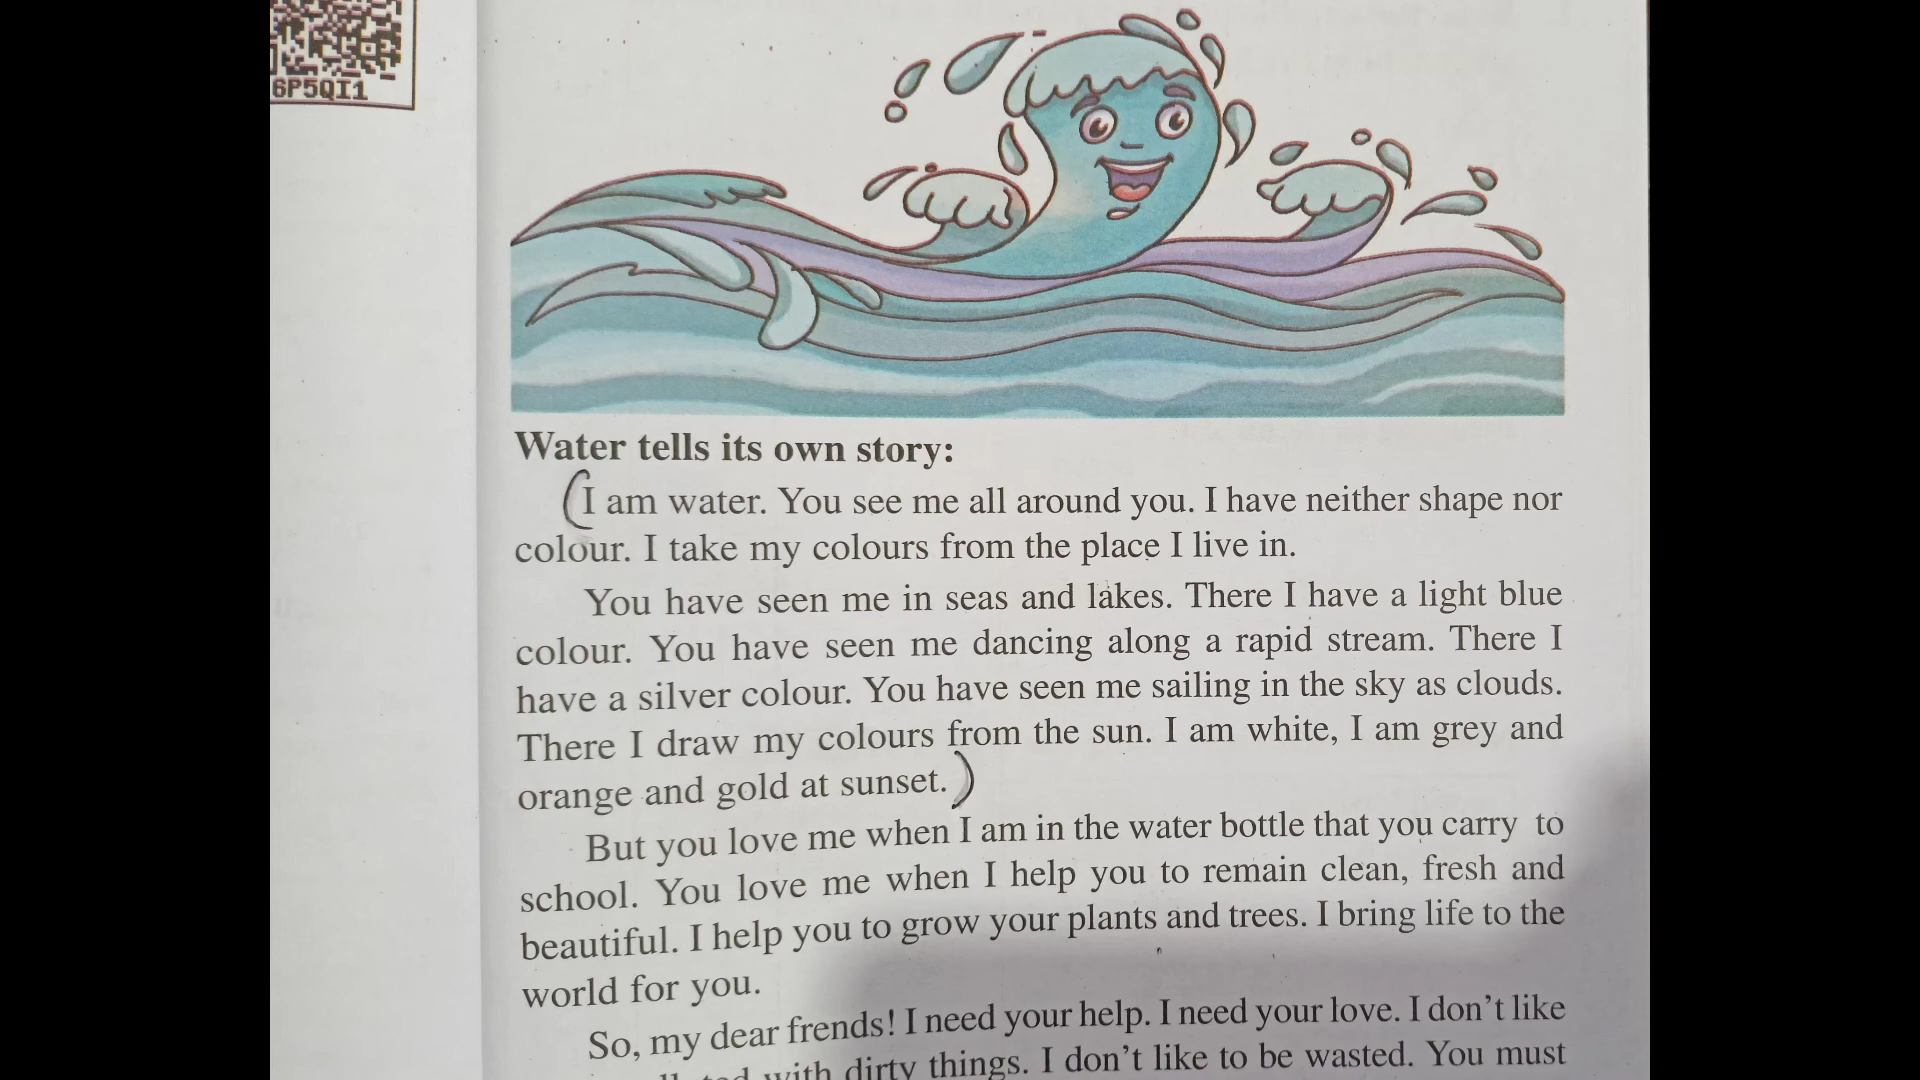 6P5QI1
Water tells its own story:
I am water. You see me all around you. I have neither shape nor
colour. I take my colours from the place I live in.
You have seen me in seas and lakes. There I have a light blue
colour. You have seen me dancing along a rapid stream. There I
have a silver colour. You have seen me sailing in the sky as clouds.
There I draw my colours from the sun. I am white, I am grey and
orange and gold at sunset.
But you love me when I am in the water bottle that you carry to
school. You love me when I help you to remain clean, fresh and
beautiful. I help you to grow your plants and trees. I bring life to the
world for you.
So, my dear frends! I need your help. I need your love. I don't like
with dirty things. I don't like to be wasted. You must